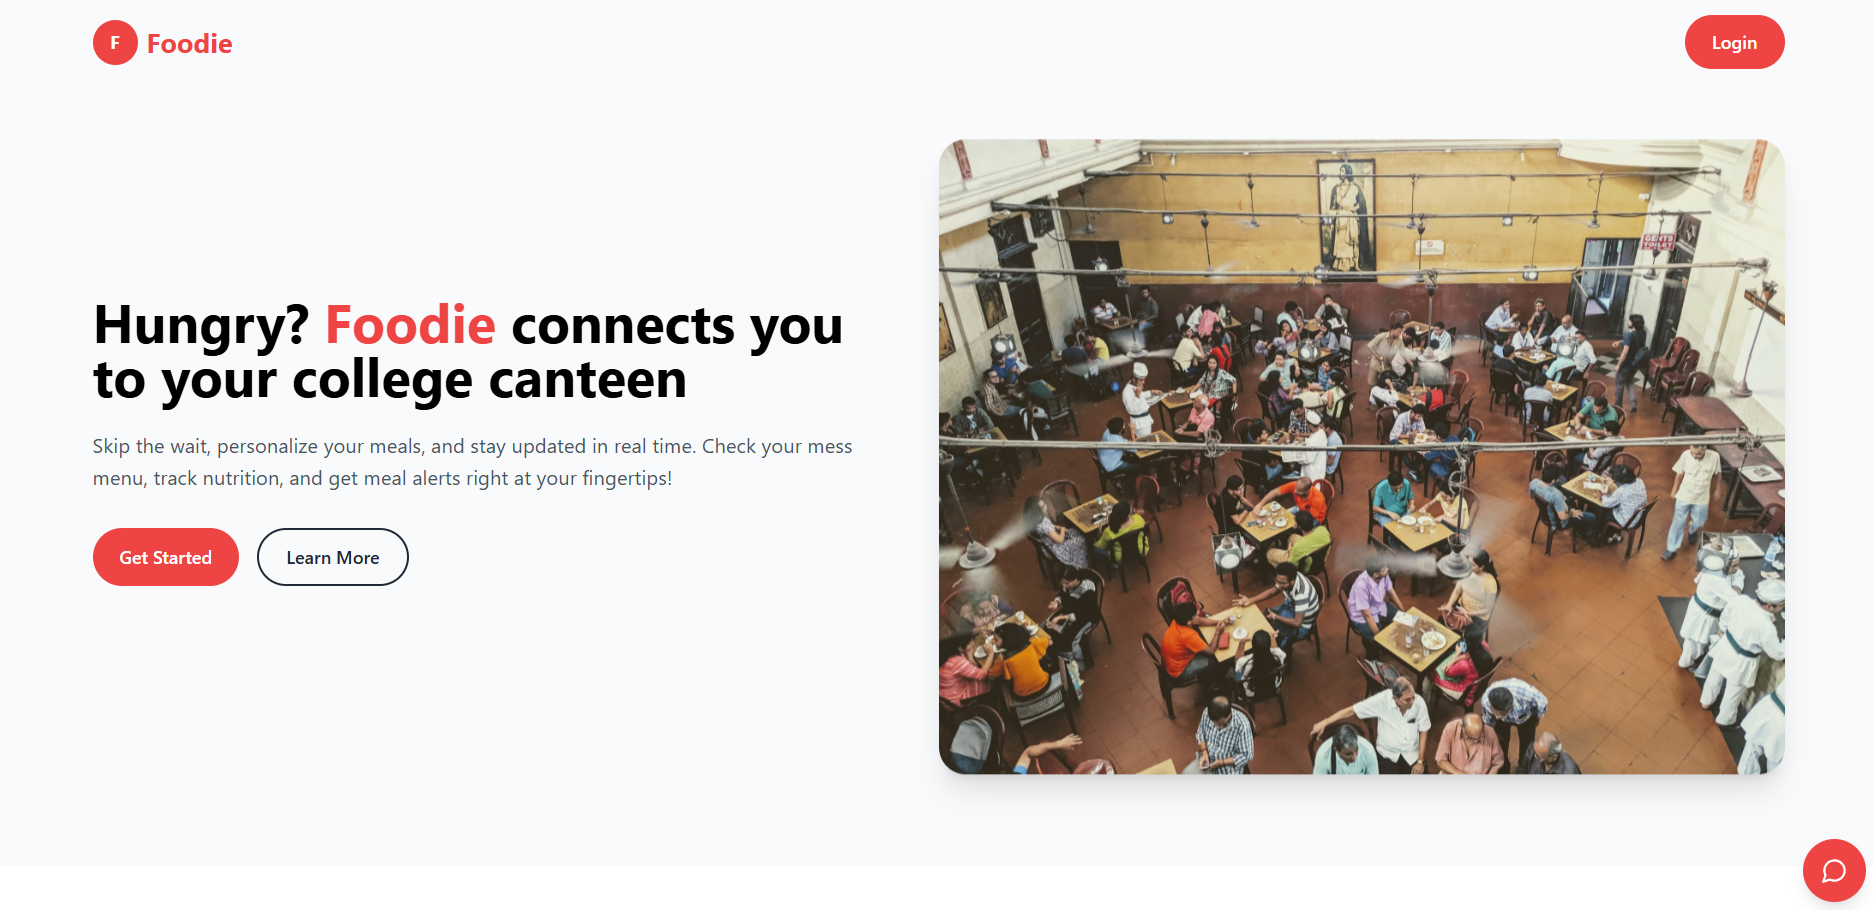 F Foodie
Login
Hungry? Foodie connects you
to your college canteen
Skip the wait, personalize your meals, and stay updated in real time. Check your mess
menu, track nutrition, and get meal alerts right at your fingertips!
Get Started
Learn More
GENTS
TOILET